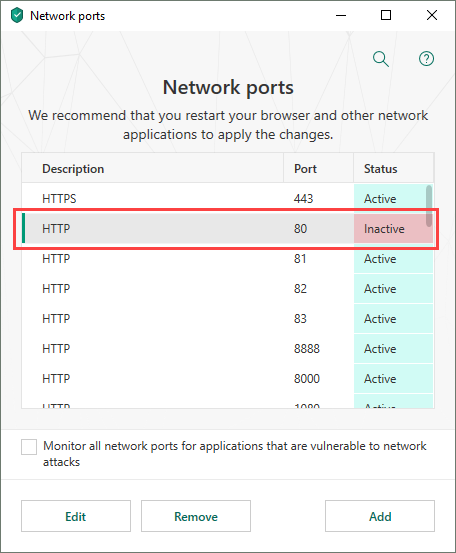 Network ports
Network ports
We recommend that you restart your browser and other network
applications to apply the changes.
Description Port Status
HTTPS 443 Active
HTTP 80 Inactive
HTTP 81 Active
HTTP 82 Active
HTTP 83 Active
HTTP 8888 Active
HTTP 8000 Active
HTTP 1080 Active
Monitor all network ports for applications that are vulnerable to network
attacks
Edit Remove Add